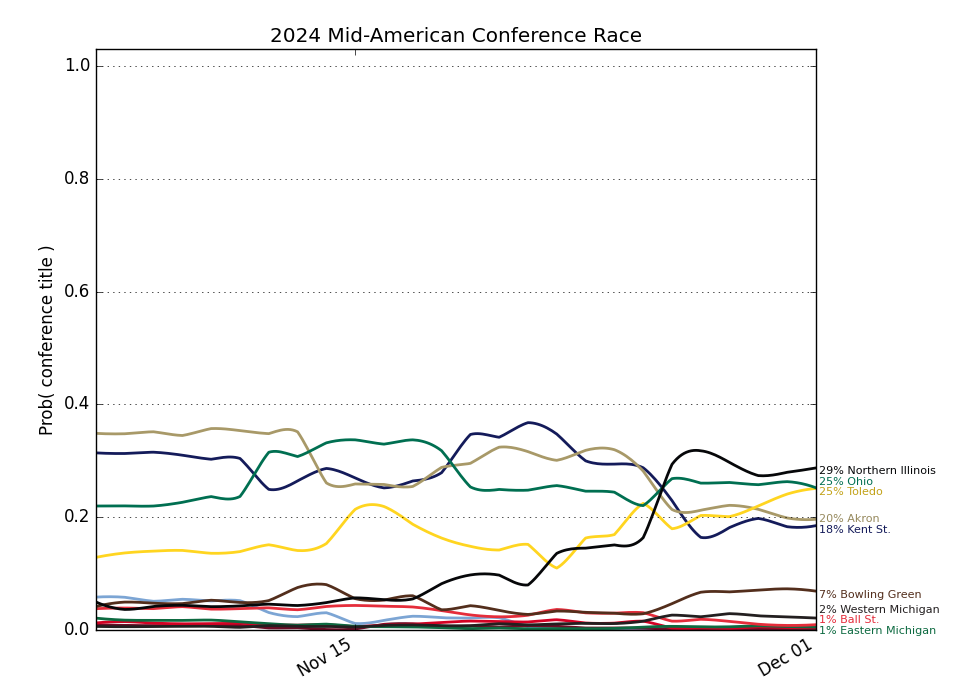 2024 Mid-American Conference Race
Prob( conference title )
1.0
0.8
0.6
0.4
0.2
0.0
Nov 15
Dec 01
29% Northern Illinois
25% Ohio
25% Toledo
20% Akron
18% Kent St.
7% Bowling Green
2% Western Michigan
1% Ball St.
1% Eastern Michigan